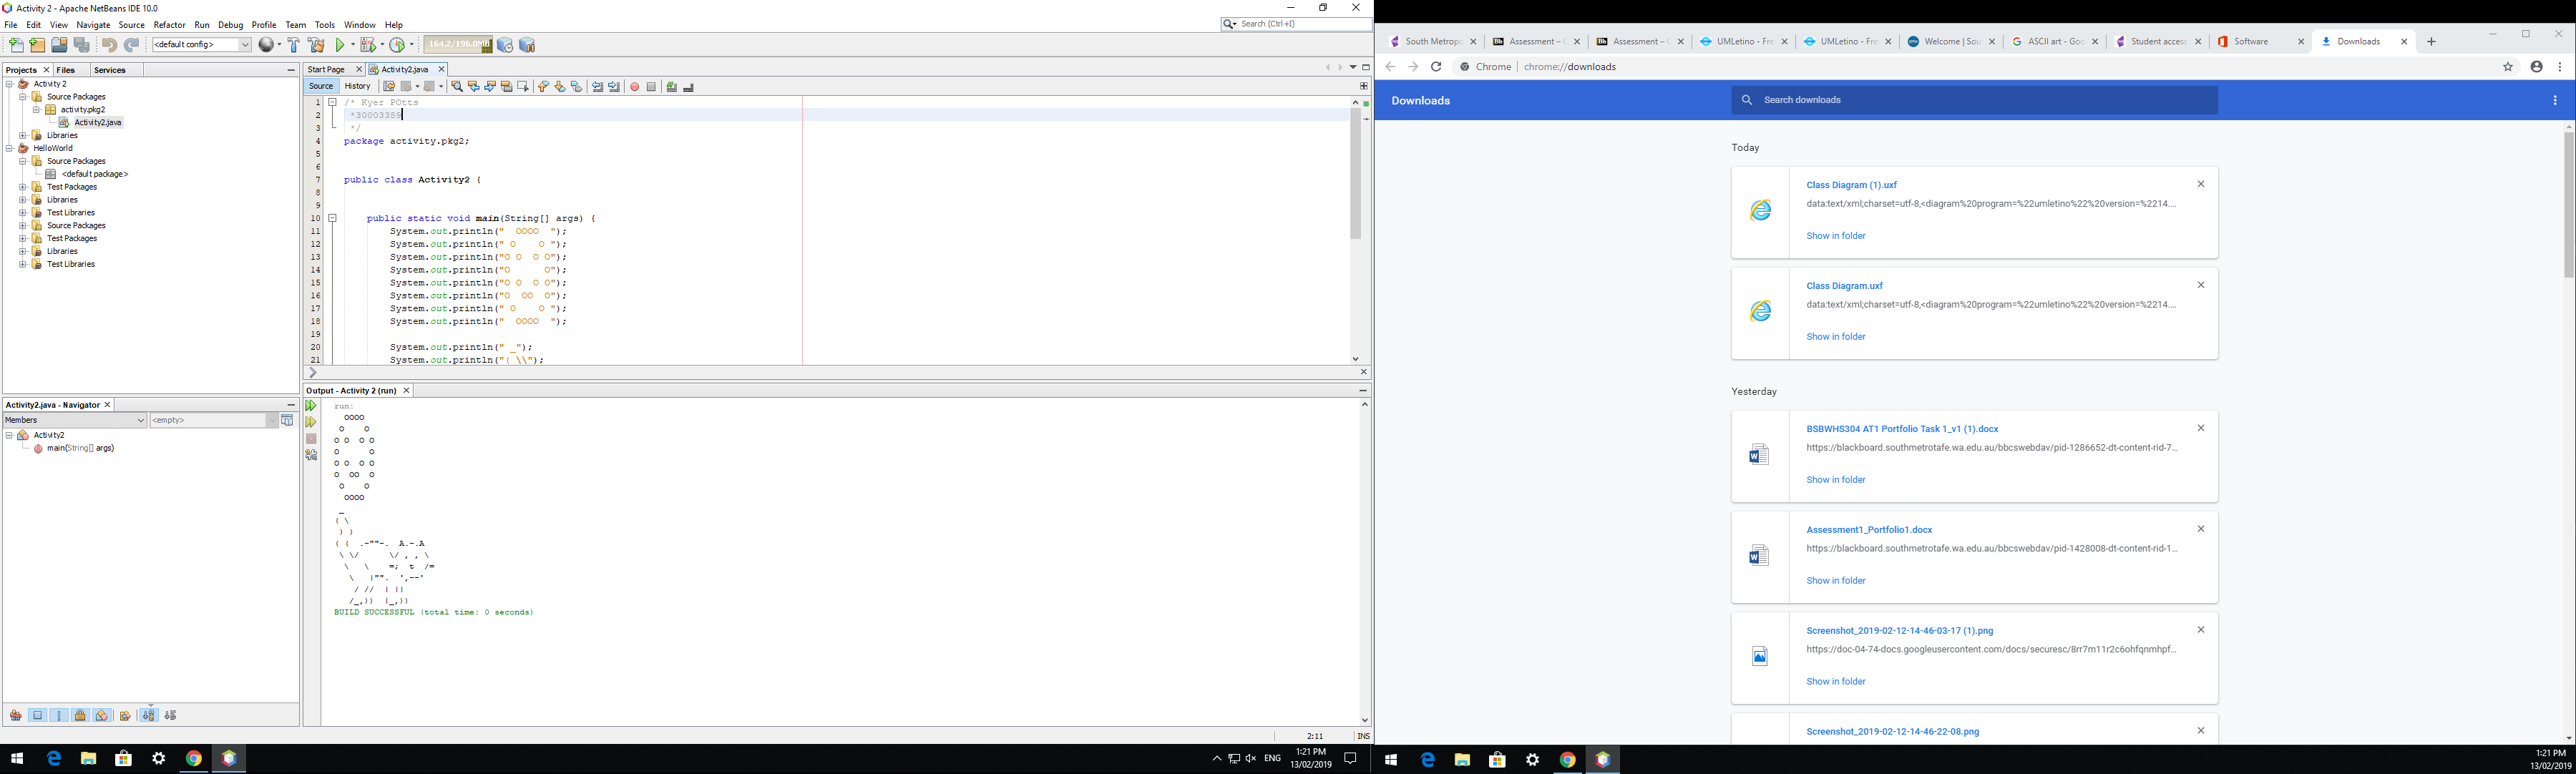 Activity 2 - Apache NetBeans IDE 10.0
File Edit View Navigate Source Refactor Run Debug Profile Team Tools Window Help
Search (Ctrl+I)
<default config>
164.2/196.0MB
Projects Files Services
Activity 2
Source Packages
activity.pkg2
Activity2.java
Libraries
HelloWorld
Source Packages
<default package>
Test Packages
Libraries
Test Libraries
Source Packages
Test Packages
Libraries
Test Libraries
Activity2.java - Navigator
Members <empty>
Activity2
main(String[] args)
Start Page Activity2.java
Source History
1 /* Kyer POtts
2  *30003389
3  */
4 package activity.pkg2;
5
6
7 public class Activity2 {
8
9
10     public static void main(String[] args) {
11         System.out.println("  OOOO  ");
12         System.out.println(" O    O ");
13         System.out.println("O O  O O");
14         System.out.println("O      O");
15         System.out.println("O O  O O");
16         System.out.println("O  OO  O");
17         System.out.println(" O    O ");
18         System.out.println("  OOOO  ");
19
20         System.out.println(" _");
21         System.out.println("( \\");
Output - Activity 2 (run)
run:
  OOOO
 O    O
O O  O O
O      O
O O  O O
O  OO  O
 O    O
  OOOO
 _
( \
 ) )
( (  .-""-.  A.-.A
 \ \/      \/ , , \
  \   \    =;  t  /=
   \   |"".  ',--'
    / //  | ||
   /_,))  |_,))
BUILD SUCCESSFUL (total time: 0 seconds)
2:11 INS
ENG
1:21 PM
13/02/2019
South Metropo
Assessment – C
Assessment – C
UMLetino - Fre
UMLetino - Fre
Welcome | Sou
ASCII art - Goo
Student access
Software
Downloads
Chrome | chrome://downloads
Downloads
Search downloads
Today
Class Diagram (1).uxf
data:text/xml;charset=utf-8,<diagram%20program=%22umletino%22%20version=%2214....
Show in folder
Class Diagram.uxf
data:text/xml;charset=utf-8,<diagram%20program=%22umletino%22%20version=%2214....
Show in folder
Yesterday
BSBWHS304 AT1 Portfolio Task 1_v1 (1).docx
https://blackboard.southmetrotafe.wa.edu.au/bbcswebdav/pid-1286652-dt-content-rid-7...
Show in folder
Assessment1_Portfolio1.docx
https://blackboard.southmetrotafe.wa.edu.au/bbcswebdav/pid-1428008-dt-content-rid-1...
Show in folder
Screenshot_2019-02-12-14-46-03-17 (1).png
https://doc-04-74-docs.googleusercontent.com/docs/securesc/8rr7m11r2c6ohfqnmhpf...
Show in folder
Screenshot_2019-02-12-14-46-22-08.png
1:21 PM
13/02/2019